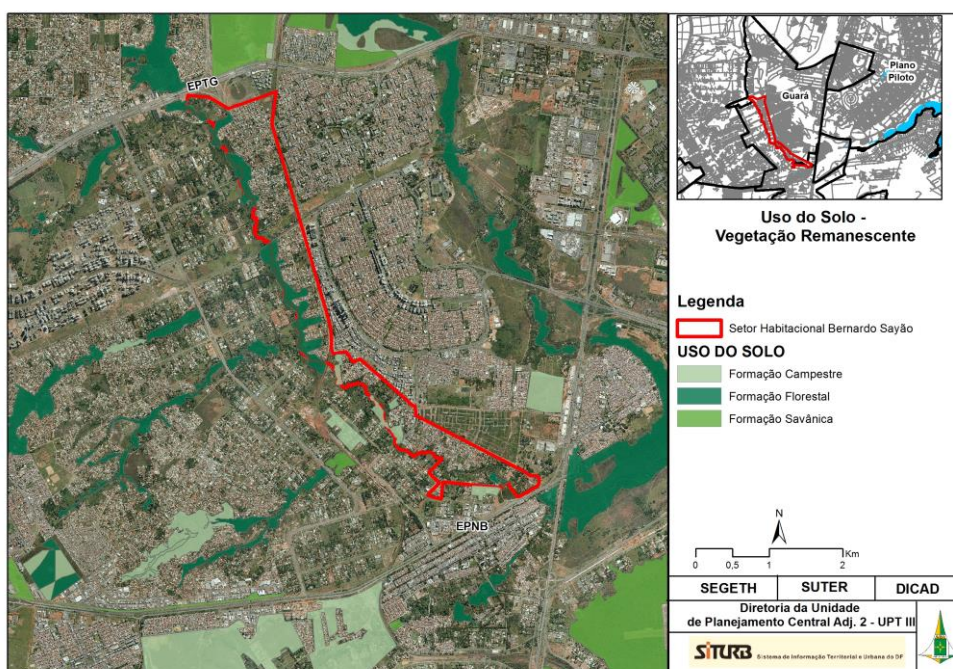 EPTG
EPNB
Guará
Plano
Piloto
Uso do Solo -
Vegetação Remanescente
Legenda
Setor Habitacional Bernardo Sayão
USO DO SOLO
Formação Campestre
Formação Florestal
Formação Savânica
N
0 0,5 1 2 Km
SEGETH SUTER DICAD
Diretoria da Unidade
de Planejamento Central Adj. 2 - UPT III
SITURB Sistema de Informação Territorial e Urbana do DF